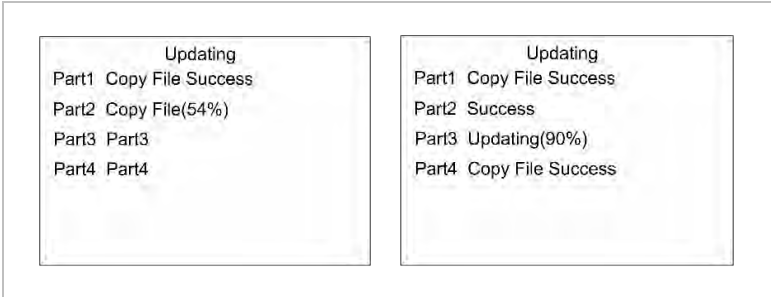 Updating
Part1 Copy File Success
Part2 Copy File(54%)
Part3 Part3
Part4 Part4
Updating
Part1 Copy File Success
Part2 Success
Part3 Updating(90%)
Part4 Copy File Success